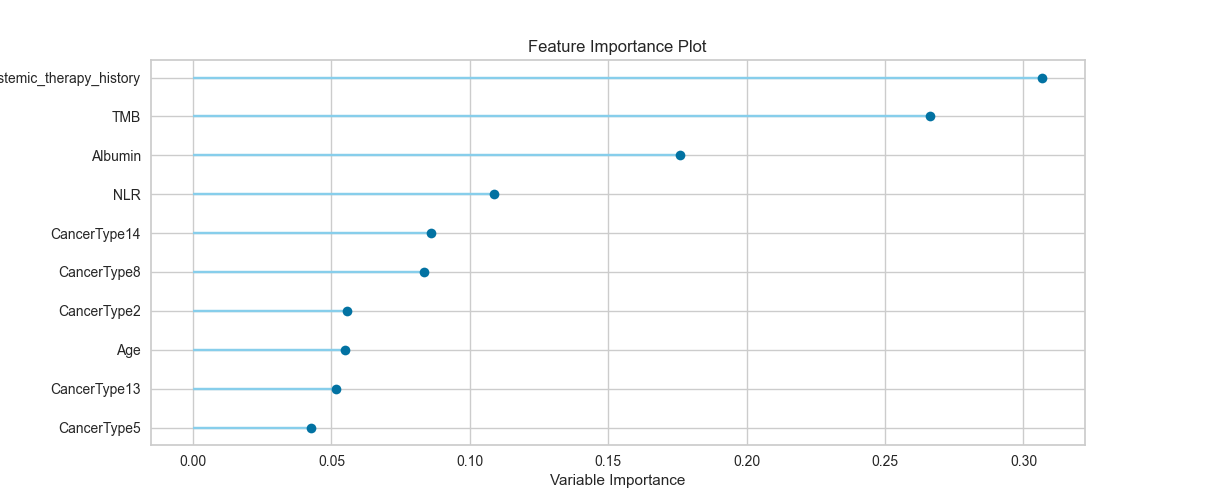 Feature Importance Plot
stemic_therapy_history
TMB
Albumin
NLR
CancerType14
CancerType8
CancerType2
Age
CancerType13
CancerType5
0.00 0.05 0.10 0.15 0.20 0.25 0.30
Variable Importance